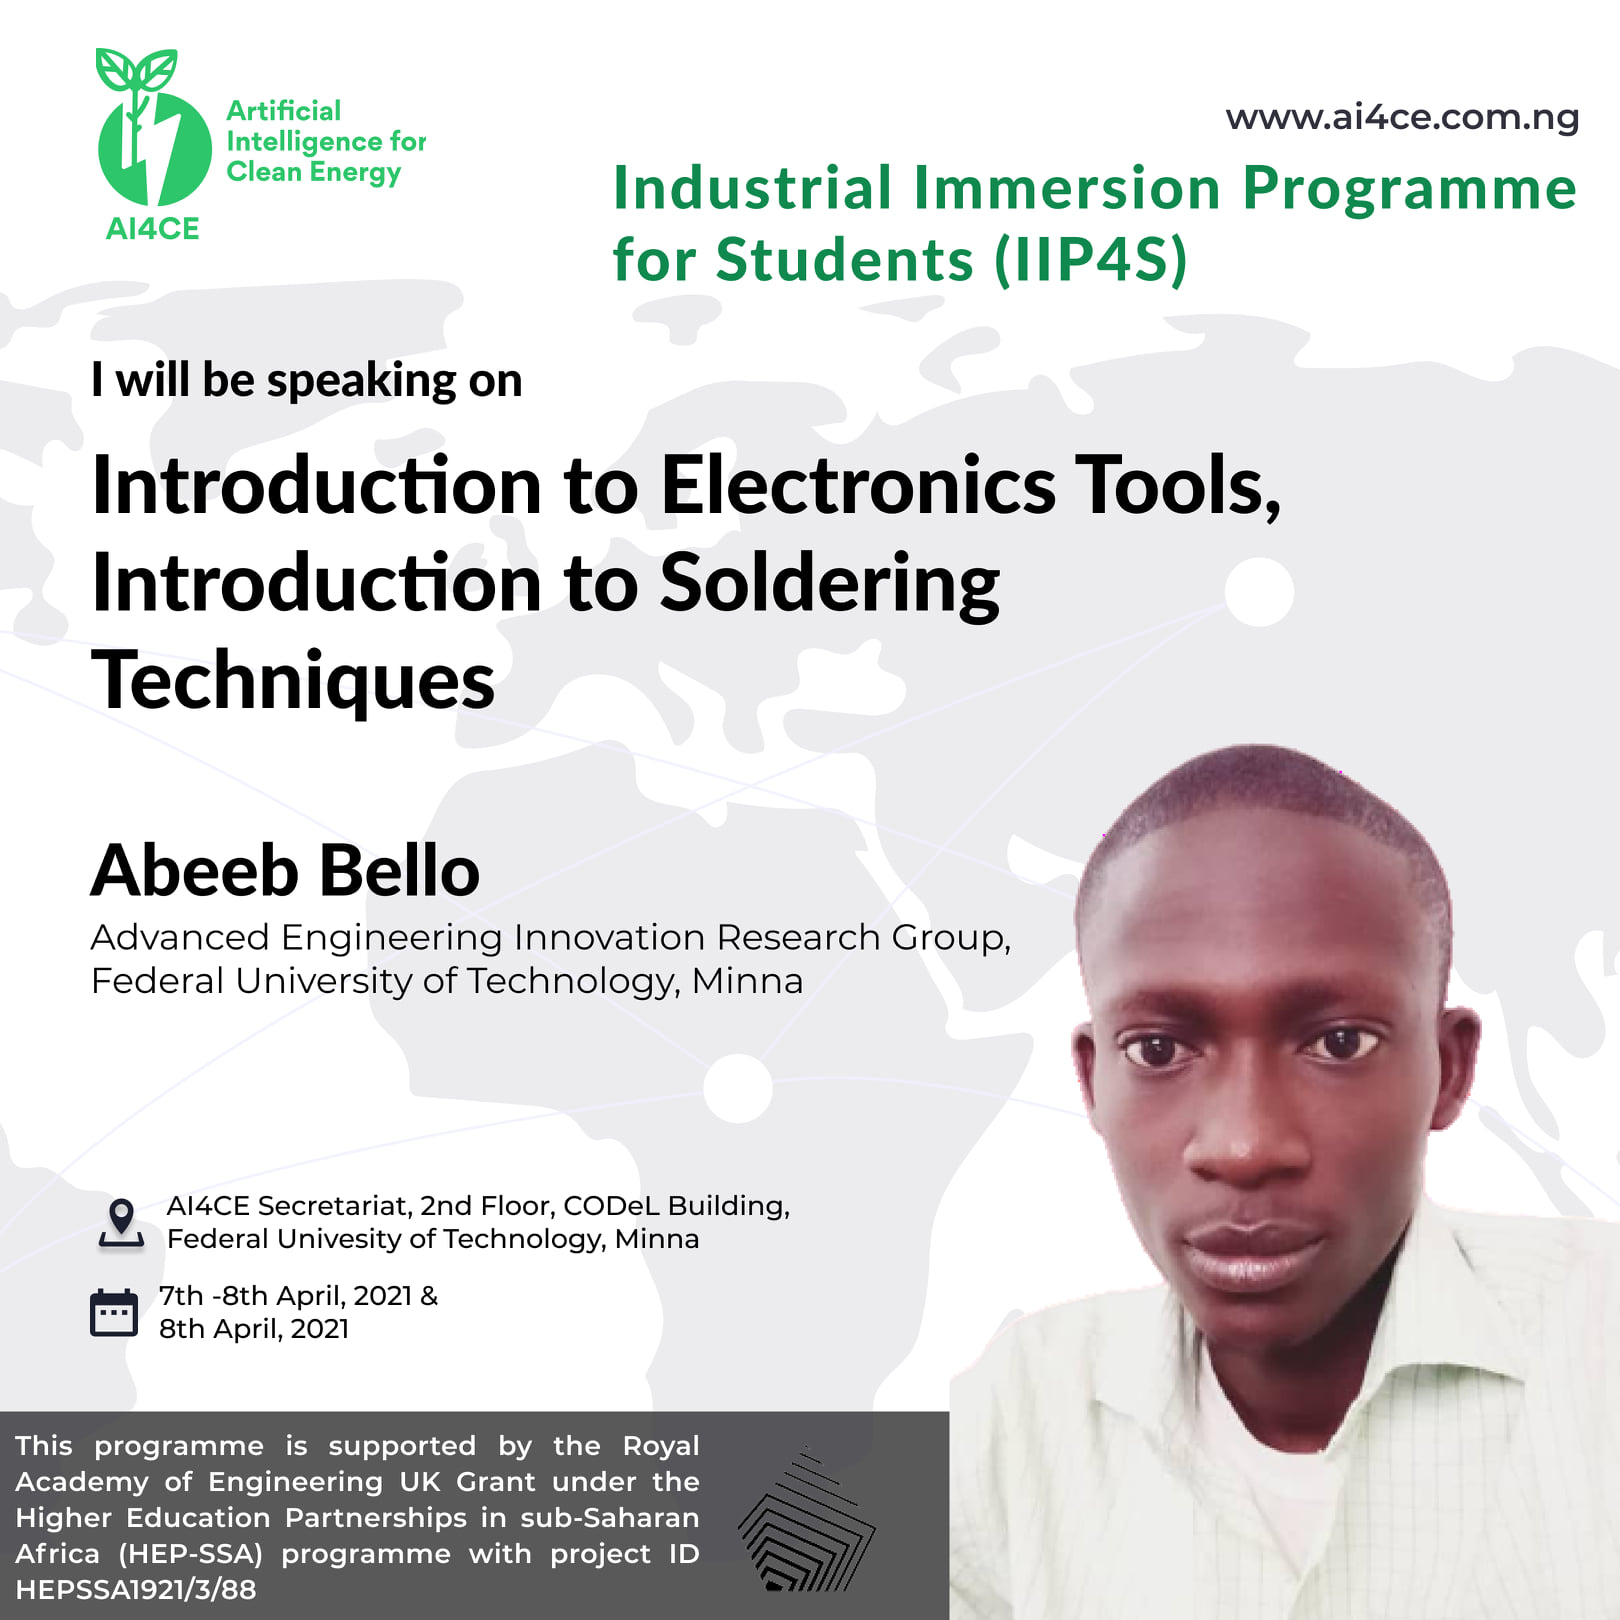 Artificial
Intelligence for
Clean Energy
AI4CE
www.ai4ce.com.ng
Industrial Immersion Programme
for Students (IIP4S)
I will be speaking on
Introduction to Electronics Tools,
Introduction to Soldering
Techniques
Abeeb Bello
Advanced Engineering Innovation Research Group,
Federal University of Technology, Minna
AI4CE Secretariat, 2nd Floor, CODeL Building,
Federal Univesity of Technology, Minna
7th -8th April, 2021 &
8th April, 2021
This programme is supported by the Royal
Academy of Engineering UK Grant under the
Higher Education Partnerships in sub-Saharan
Africa (HEP-SSA) programme with project ID
HEPSSA1921/3/88